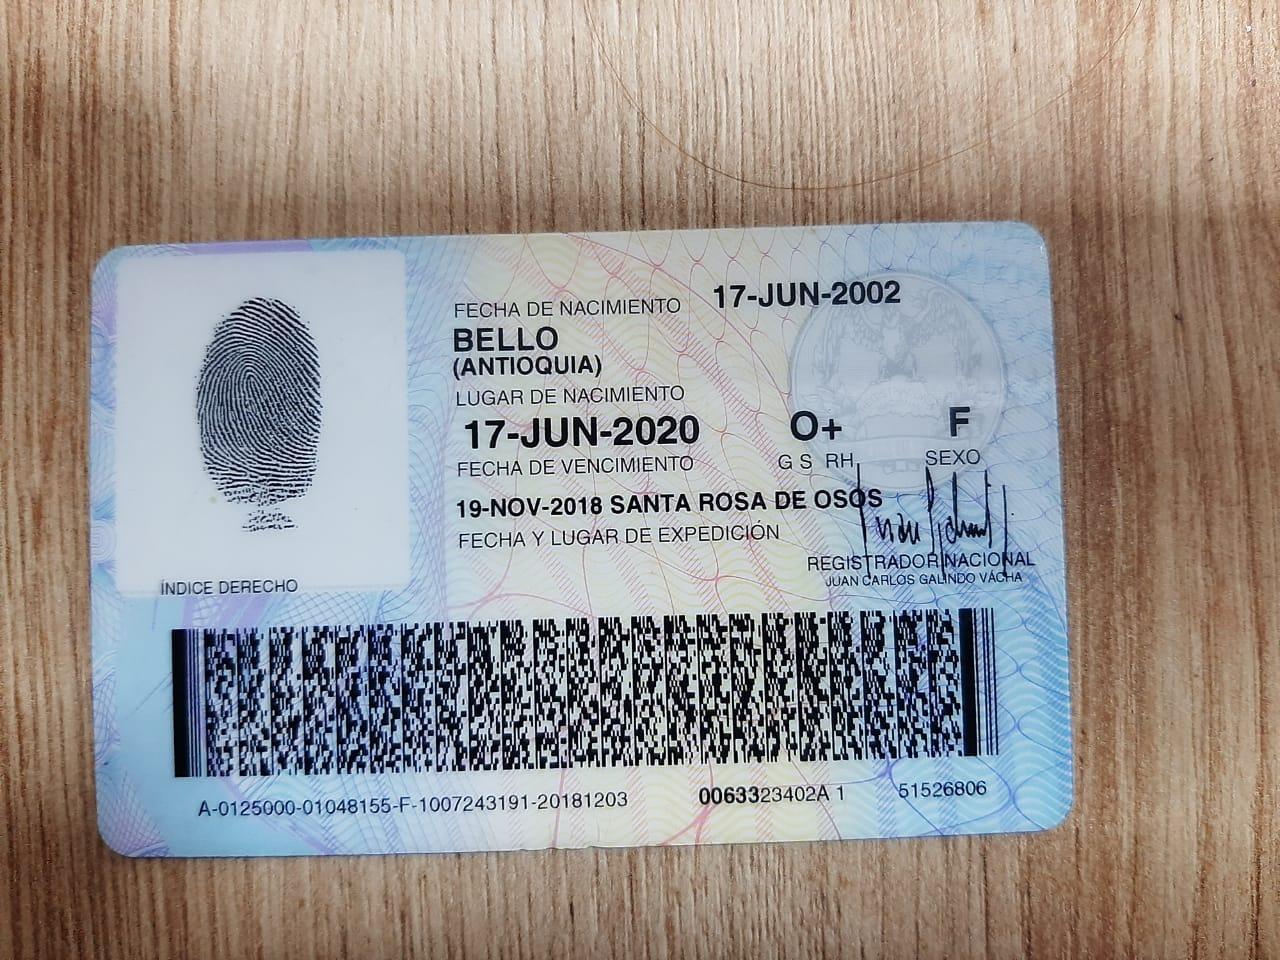 17-JUN-2002
FECHA DE NACIMIENTO
BELLO
(ANTIOQUIA)
LUGAR DE NACIMIENTO
17-JUN-2020 O+ F
FECHA DE VENCIMIENTO G S RH SEXO
19-NOV-2018 SANTA ROSA DE OSOS
FECHA Y LUGAR DE EXPEDICIÓN
REGISTRADOR NACIONAL
JUAN CARLOS GALINDO VÁCHA
ÍNDICE DERECHO
A-0125000-01048155-F-1007243191-20181203 0063323402A 1 51526806